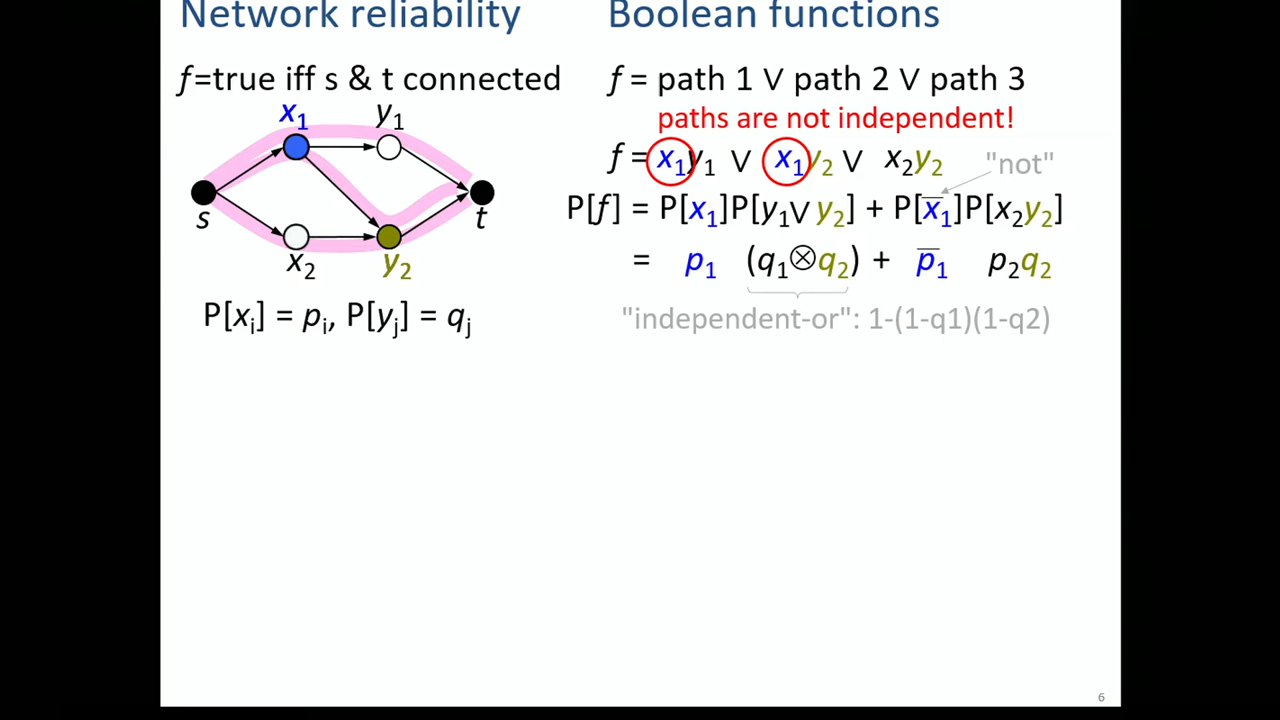 Network reliability
f=true iff s & t connected
x₁ y₁
s t
x₂ y₂
P[xᵢ] = pᵢ, P[yⱼ] = qⱼ
Boolean functions
f = path 1 ∨ path 2 ∨ path 3
paths are not independent!
f = x₁y₁ ∨ x₁y₂ ∨ x₂y₂
"not"
P[f] = P[x₁]P[y₁∨ y₂] + P[x̅₁]P[x₂y₂]
= p₁ (q₁⊗q₂) + p̅₁ p₂q₂
"independent-or": 1-(1-q1)(1-q2)
6